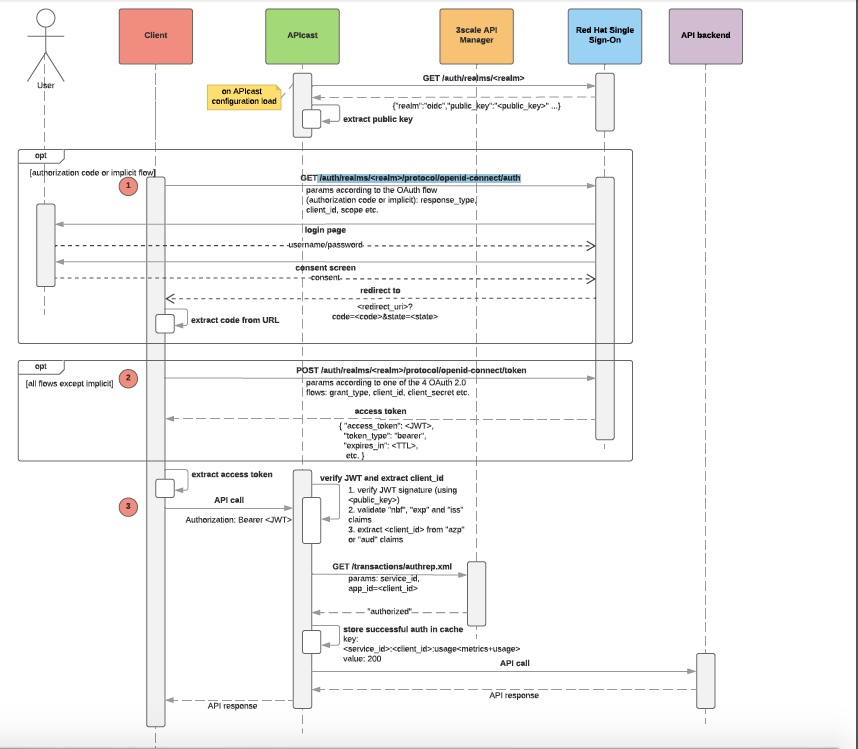 Client
APIcast
3scale API
Manager
Red Hat Single
Sign-On
API backend
User
on APIcast
configuration load
GET /auth/realms/<realm>
{"realm":"oidc","public_key":"<public_key>" ...}
extract public key
opt
[authorization code or implicit flow]
1
GET /auth/realms/<realm>/protocol/openid-connect/auth
params according to the OAuth flow
(authorization code or implicit): response_type,
client_id, scope etc.
login page
username/password
consent screen
consent
redirect to
<redirect_uri>?
code=<code>&state=<state>
extract code from URL
opt
[all flows except implicit]
2
POST /auth/realms/<realm>/protocol/openid-connect/token
params according to one of the 4 OAuth 2.0
flows: grant_type, client_id, client_secret etc.
access token
{ "access_token": <JWT>,
"token_type": "bearer",
"expires_in": <TTL>,
etc. }
extract access token
3
API call
Authorization: Bearer <JWT>
verify JWT and extract client_id
1. verify JWT signature (using
<public_key>)
2. validate "nbf", "exp" and "iss"
claims
3. extract <client_id> from "azp"
or "aud" claims
GET /transactions/authrep.xml
params: service_id,
app_id=<client_id>
"authorized"
store successful auth in cache
key:
<service_id>:<client_id>:usage<metrics+usage>
value: 200
API call
API response
API response